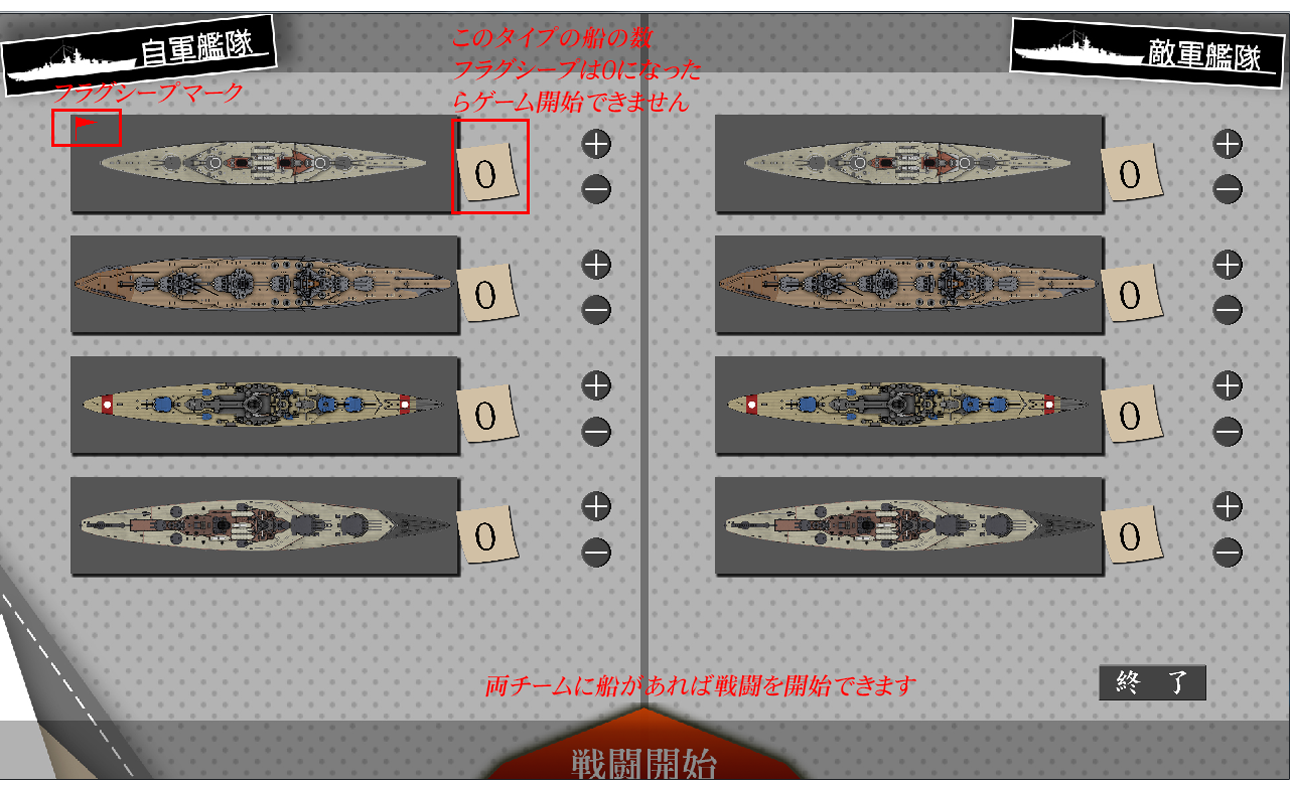 自軍艦隊
敵軍艦隊
フラグシープマーク
このタイプの船の数
フラグシーブは0になった
らゲーム開始できません
0
0
0
0
0
0
0
0
両チームに船があれば戦闘を開始できます
終 了
戦闘開始